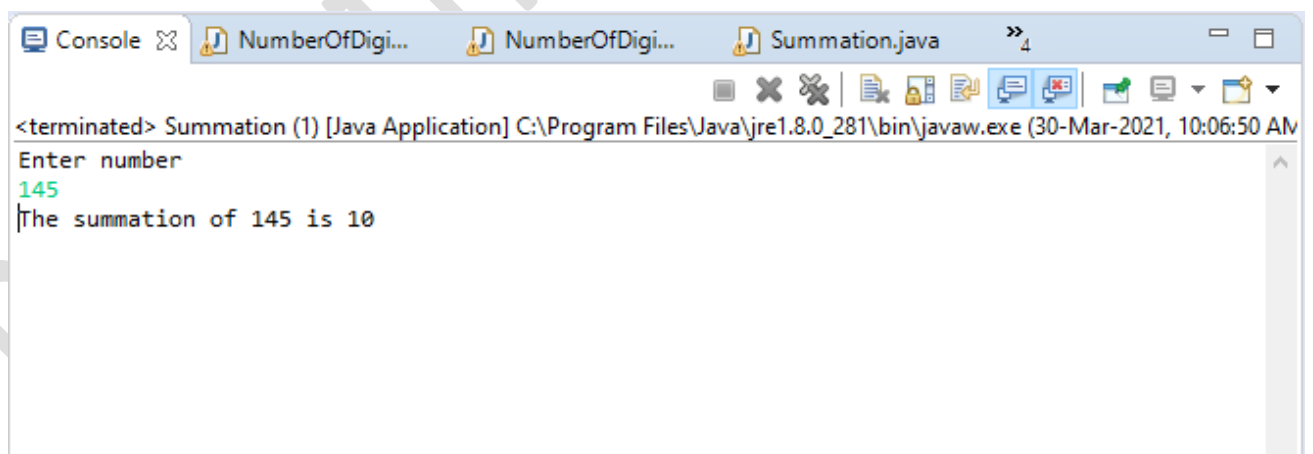 Console NumberOfDigi... NumberOfDigi... Summation.java »4
<terminated> Summation (1) [Java Application] C:\Program Files\Java\jre1.8.0_281\bin\javaw.exe (30-Mar-2021, 10:06:50 AM
Enter number
145
The summation of 145 is 10